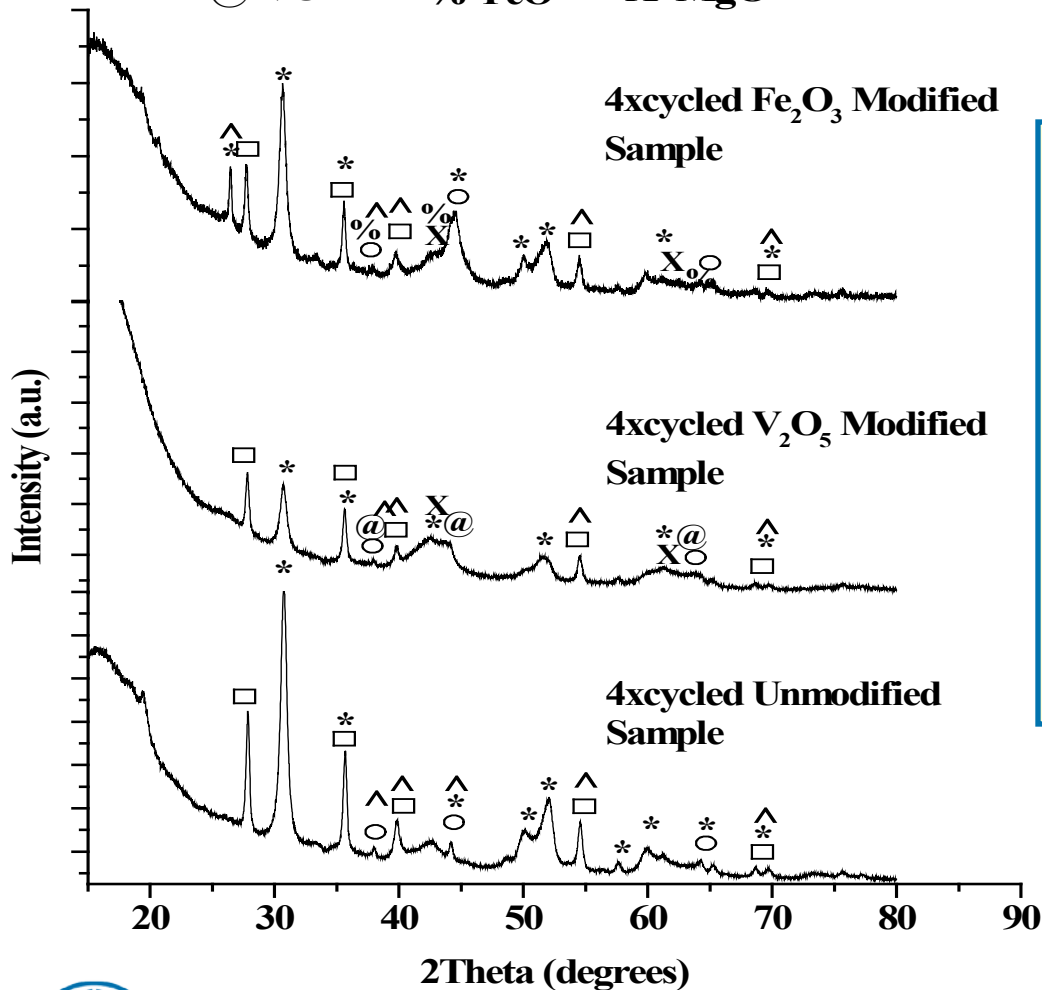 4xcycled Fe₂O₃ Modified
Sample
4xcycled V₂O₅ Modified
Sample
4xcycled Unmodified
Sample
Intensity (a.u.)
20 30 40 50 60 70 80 90
2Theta (degrees)